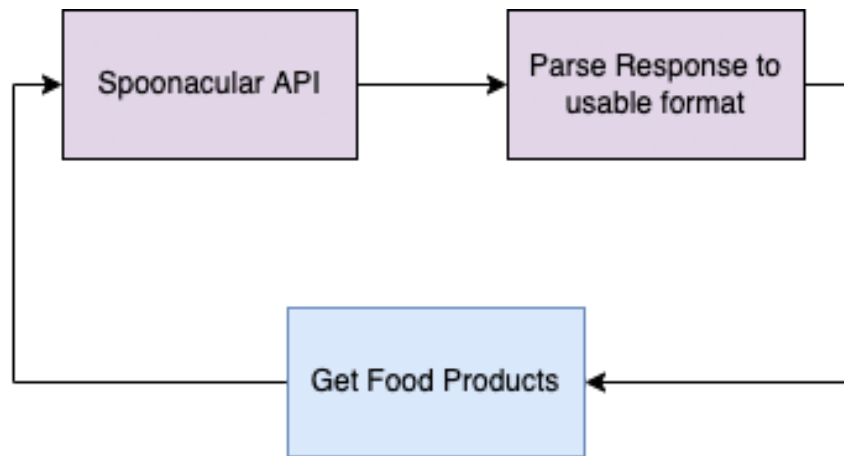 Spoonacular API
Parse Response to
usable format
Get Food Products